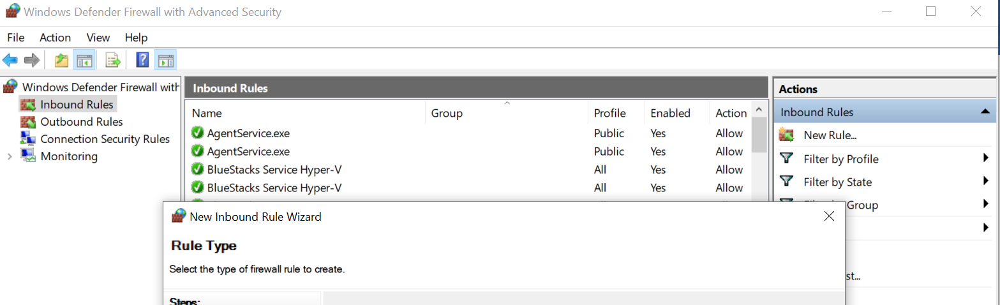 Windows Defender Firewall with Advanced Security
File Action View Help
Windows Defender Firewall with
Inbound Rules
Outbound Rules
Connection Security Rules
Monitoring
Inbound Rules
Name Group Profile Enabled Action
AgentService.exe Public Yes Allow
AgentService.exe Public Yes Allow
BlueStacks Service Hyper-V All Yes Allow
BlueStacks Service Hyper-V All Yes Allow
Actions
Inbound Rules
New Rule...
Filter by Profile
Filter by State
Group
st...
New Inbound Rule Wizard
Rule Type
Select the type of firewall rule to create.
Steps: